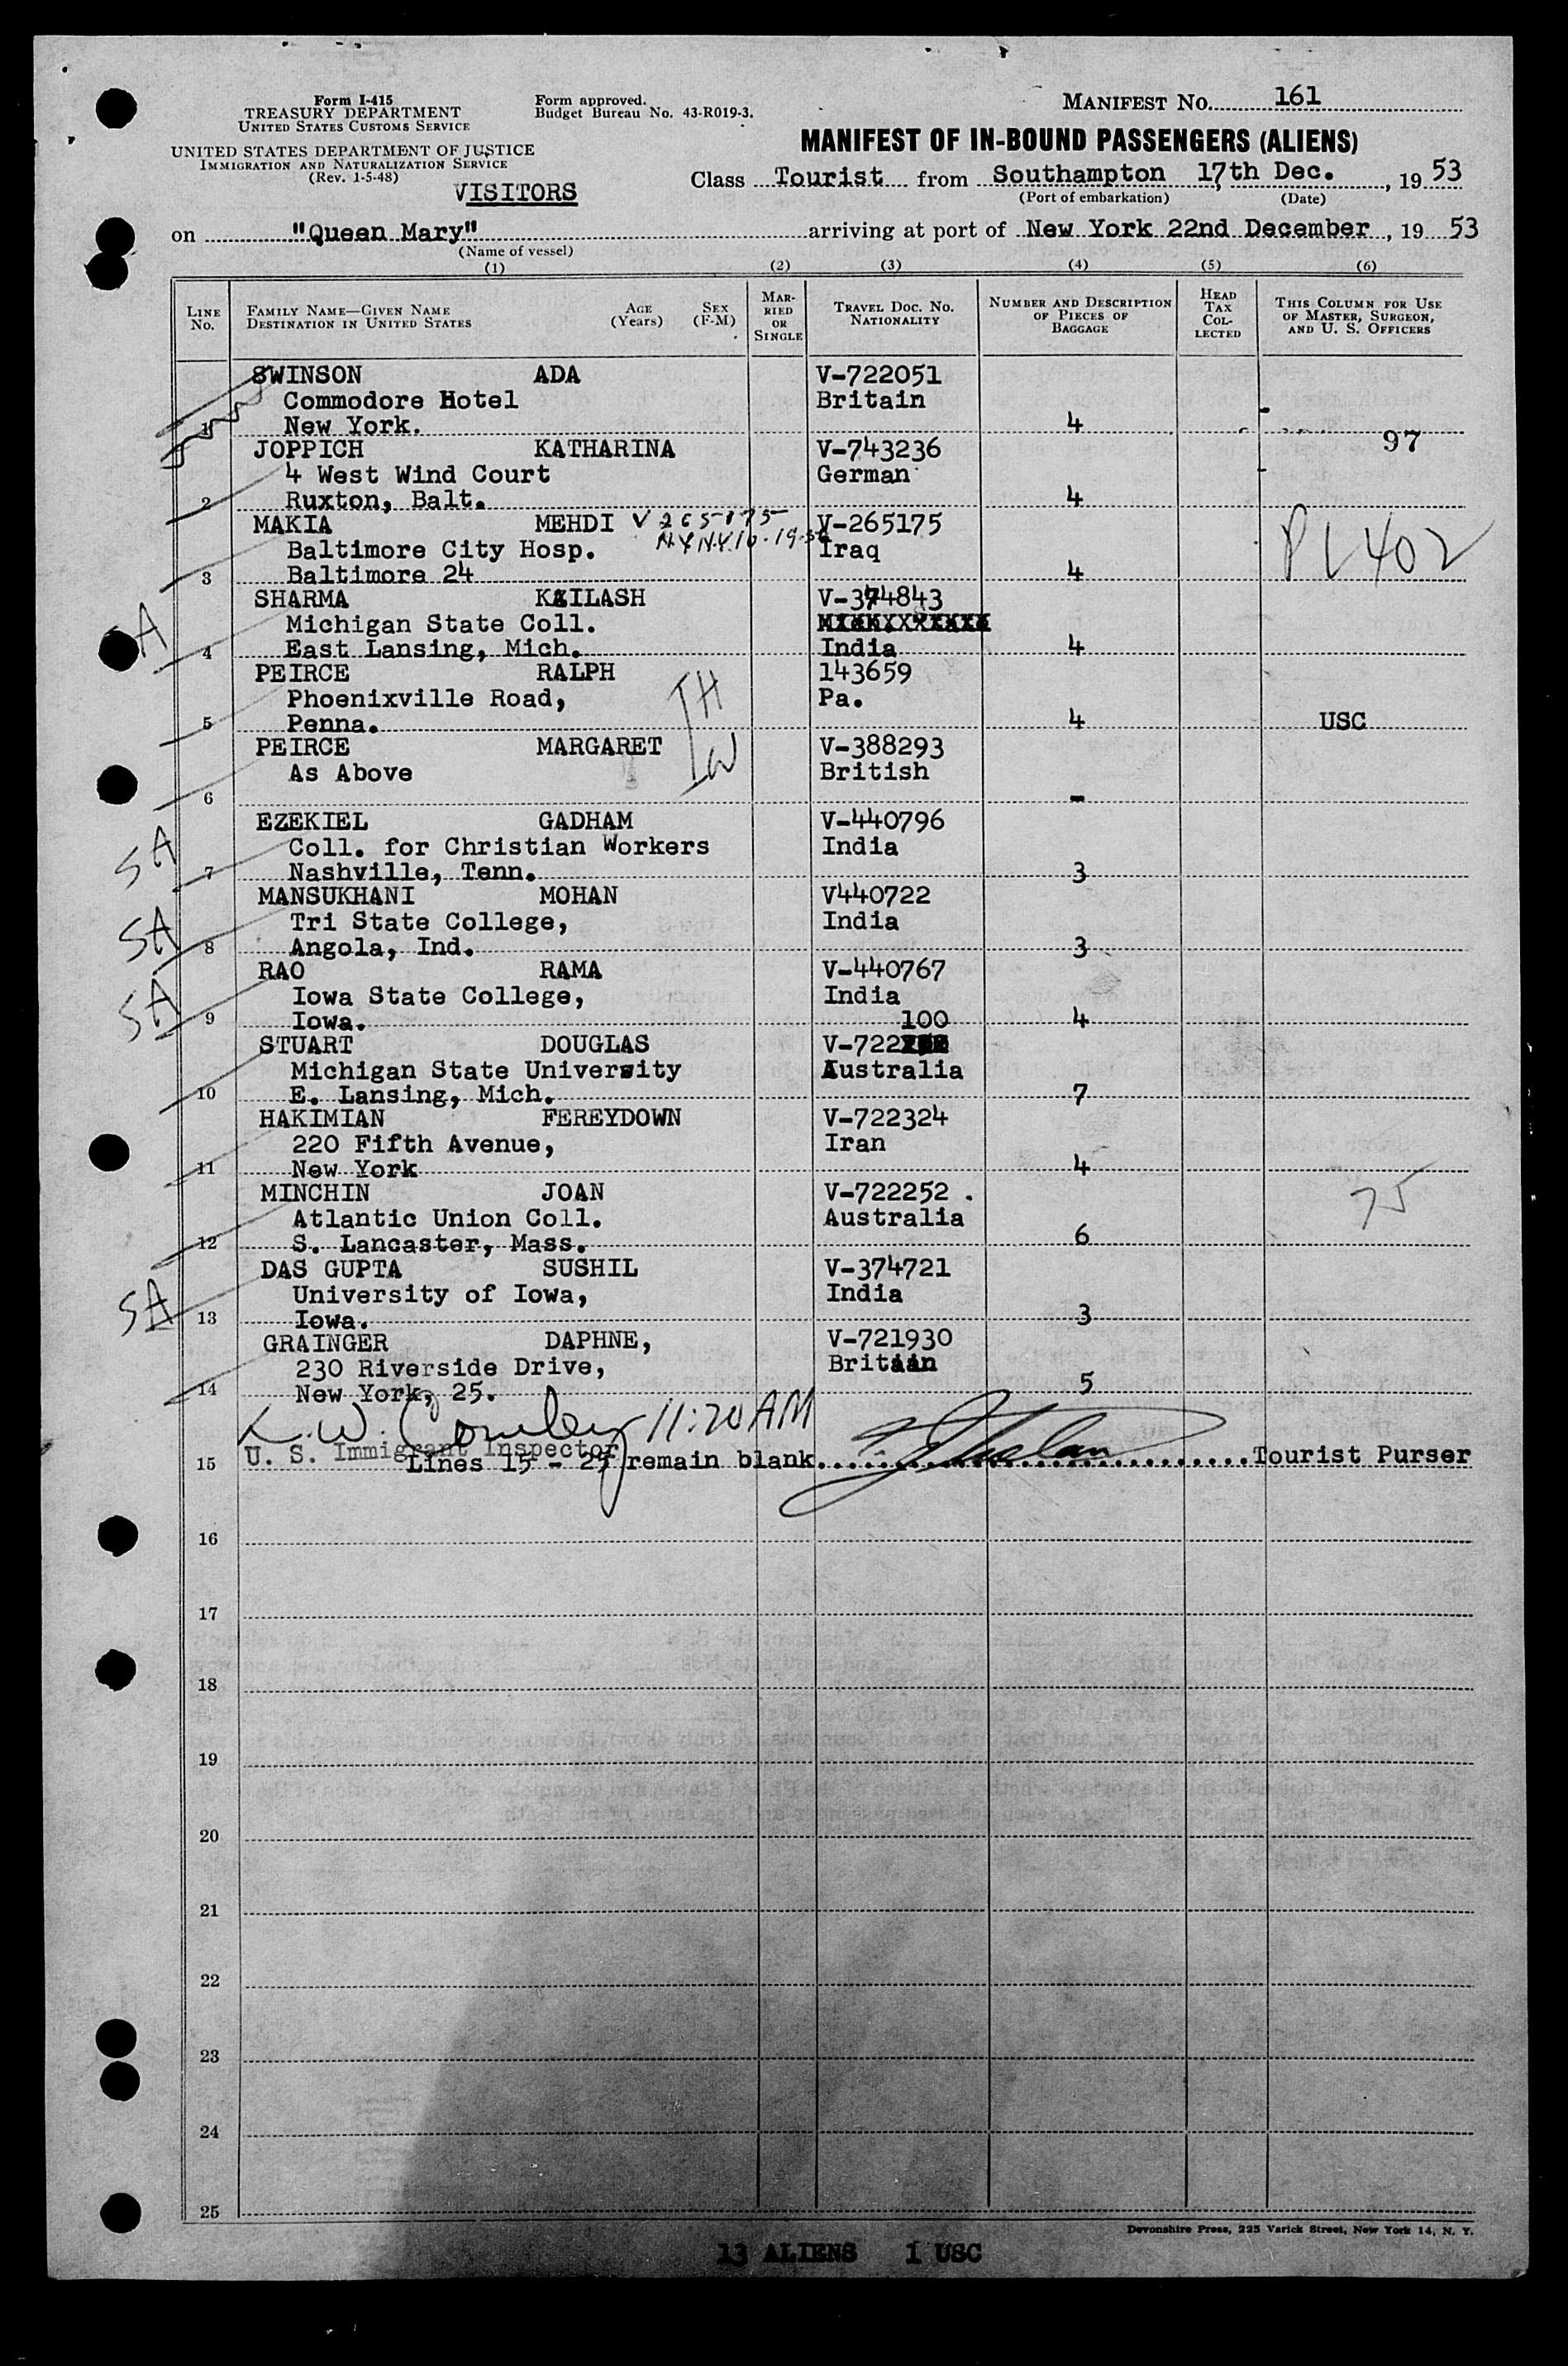 Form I-415
TREASURY DEPARTMENT
UNITED STATES CUSTOMS SERVICE
UNITED STATES DEPARTMENT OF JUSTICE
IMMIGRATION AND NATURALIZATION SERVICE
(Rev. 1-5-48)
VISITORS
Form approved.
Budget Bureau No. 43-R019-3.
MANIFEST NO. 161
MANIFEST OF IN-BOUND PASSENGERS (ALIENS)
Class Tourist from Southampton 17th Dec., 1953
(Port of embarkation) (Date)
on "Queen Mary" arriving at port of New York 22nd December, 1953
(Name of vessel)
(1) (2) (3) (4) (5) (6)
LINE No.
FAMILY NAME—GIVEN NAME AGE (Years) SEX (F-M)
DESTINATION IN UNITED STATES
MARRIED OR SINGLE
TRAVEL DOC. NO. NATIONALITY
NUMBER AND DESCRIPTION OF PIECES OF BAGGAGE
HEAD TAX COLLECTED
THIS COLUMN FOR USE OF MASTER, SURGEON, AND U. S. OFFICERS
SWINSON ADA V-722051
Commodore Hotel Britain
1 New York. 4
97
JOPPICH KATHARINA V-743236
4 West Wind Court German
2 Ruxton, Balt. 4
MAKIA MEHDI V 265175 V-265175
Baltimore City Hosp. Iraq
3 Baltimore 24 4
SHARMA KAILASH V-374843
Michigan State Coll.
4 East Lansing, Mich. India 4
PEIRCE RALPH 143659
Phoenixville Road, Pa.
5 Penna. 4 USC
PEIRCE MARGARET V-388293
As Above British
6 -
H
W
EZEKIEL GADHAM V-440796
SA Coll. for Christian Workers India
7 Nashville, Tenn. 3
MANSUKHANI MOHAN V440722
SA Tri State College, India
8 Angola, Ind. 3
RAO RAMA V-440767
SA Iowa State College, India
9 Iowa. 4
100
STUART DOUGLAS V-722
Michigan State University Australia
10 E. Lansing, Mich. 7
HAKIMIAN FEREYDOWN V-722324
220 Fifth Avenue, Iran
11 New York 4
MINCHIN JOAN V-722252 .
Atlantic Union Coll. Australia
75
12 S. Lancaster, Mass. 6
DAS GUPTA SUSHIL V-374721
SA University of Iowa, India
13 Iowa. 3
GRAINGER DAPHNE, V-721930
230 Riverside Drive, Britain
14 New York, 25. 5
11:20 AM
U. S. Immigrant Inspector
15 Lines 15 - 25 remain blank. Tourist Purser
16
17
18
19
20
21
22
23
24
25
Devonshire Press, 225 Varick Street, New York 14, N. Y.
13 ALIENS 1 USC